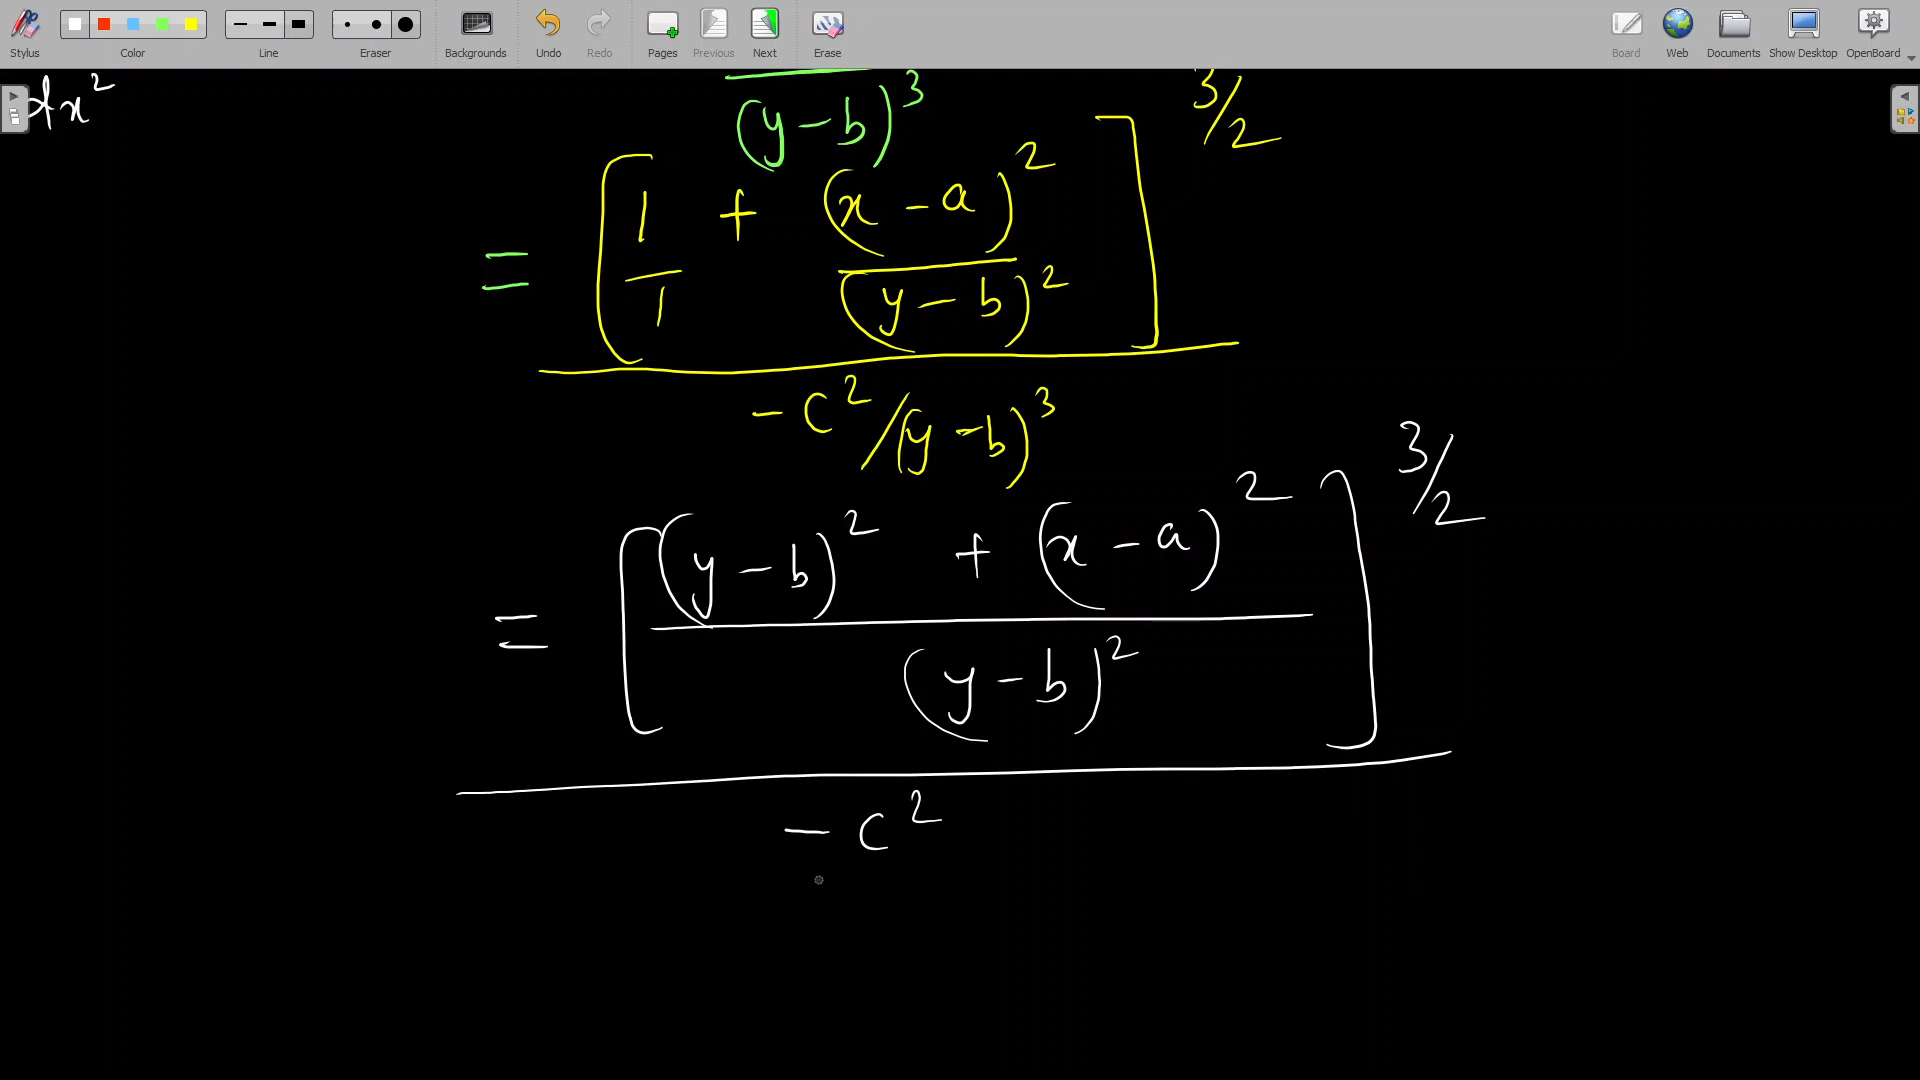 Stylus Color Line Eraser Backgrounds Undo Redo Pages Previous Next Erase Board Web Documents Show Desktop OpenBoard
dx²
(y-b)³
3/2
= [1/1 + (x-a)²/(y-b)²]
-c²/(y-b)³
= [((y-b)² + (x-a)²)/(y-b)²]^3/2
-c²